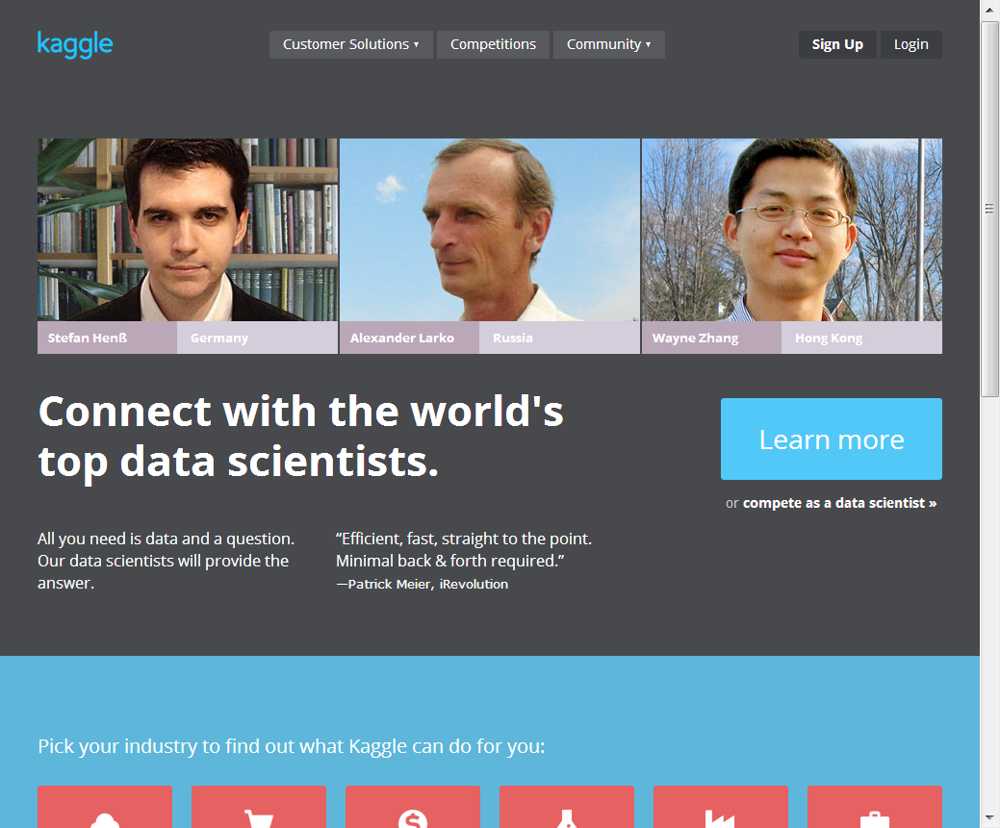 kaggle
Customer Solutions ▾
Competitions
Community ▾
Sign Up
Login
Stefan Henß
Germany
Alexander Larko
Russia
Wayne Zhang
Hong Kong
Connect with the world's
top data scientists.
Learn more
or compete as a data scientist »
All you need is data and a question.
Our data scientists will provide the
answer.
“Efficient, fast, straight to the point.
Minimal back & forth required.”
—Patrick Meier, iRevolution
Pick your industry to find out what Kaggle can do for you: